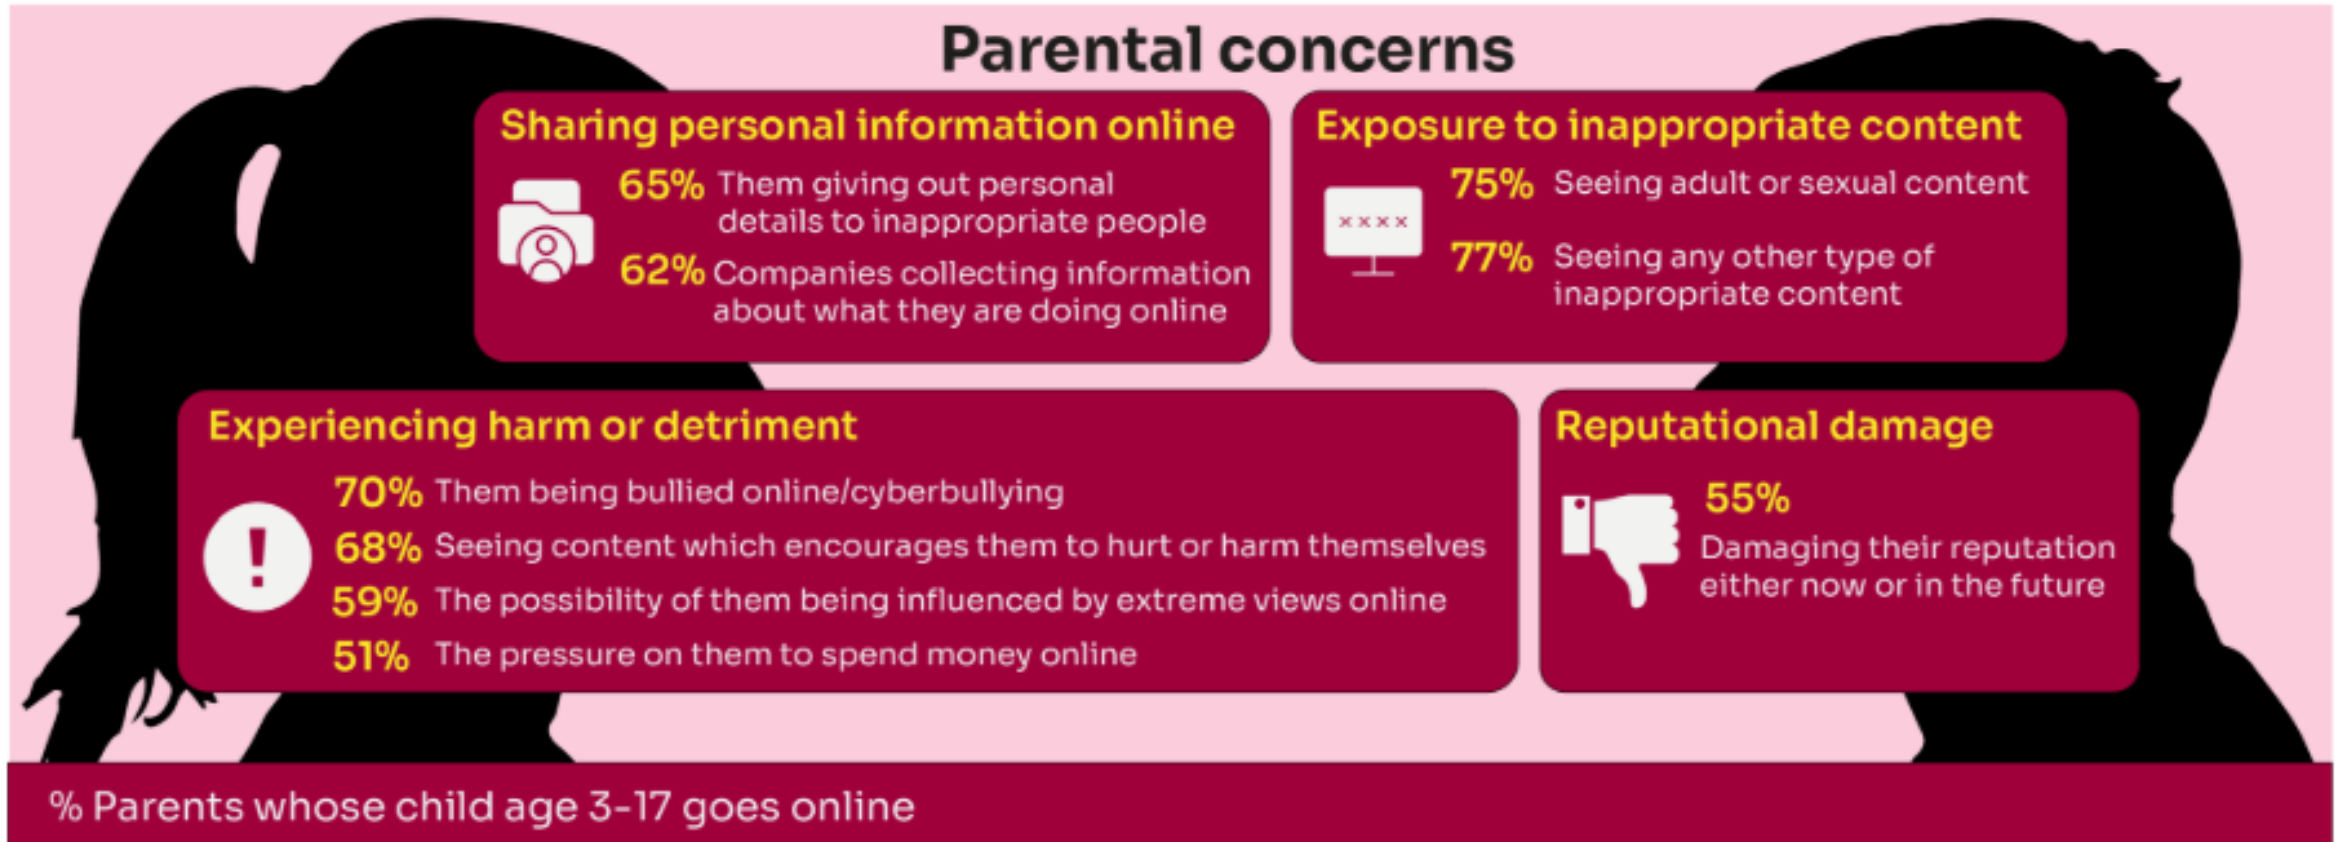 Parental concerns
Sharing personal information online
65% Them giving out personal
details to inappropriate people
62% Companies collecting information
about what they are doing online
Exposure to inappropriate content
xxxx
75% Seeing adult or sexual content
77% Seeing any other type of
inappropriate content
Experiencing harm or detriment
!
70% Them being bullied online/cyberbullying
68% Seeing content which encourages them to hurt or harm themselves
59% The possibility of them being influenced by extreme views online
51% The pressure on them to spend money online
Reputational damage
55%
Damaging their reputation
either now or in the future
% Parents whose child age 3-17 goes online